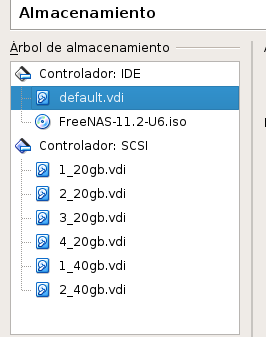 Almacenamiento
Árbol de almacenamiento
Controlador: IDE
default.vdi
FreeNAS-11.2-U6.iso
Controlador: SCSI
1_20gb.vdi
2_20gb.vdi
3_20gb.vdi
4_20gb.vdi
1_40gb.vdi
2_40gb.vdi